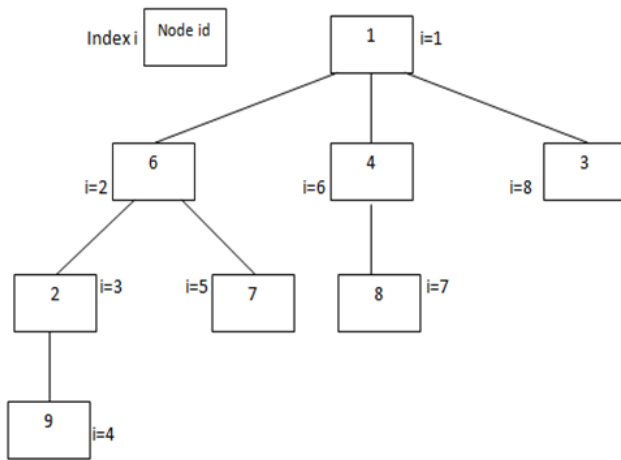 Index i
Node id
1
i=1
6
i=2
4
i=6
3
i=8
2
i=3
7
i=5
8
i=7
9
i=4